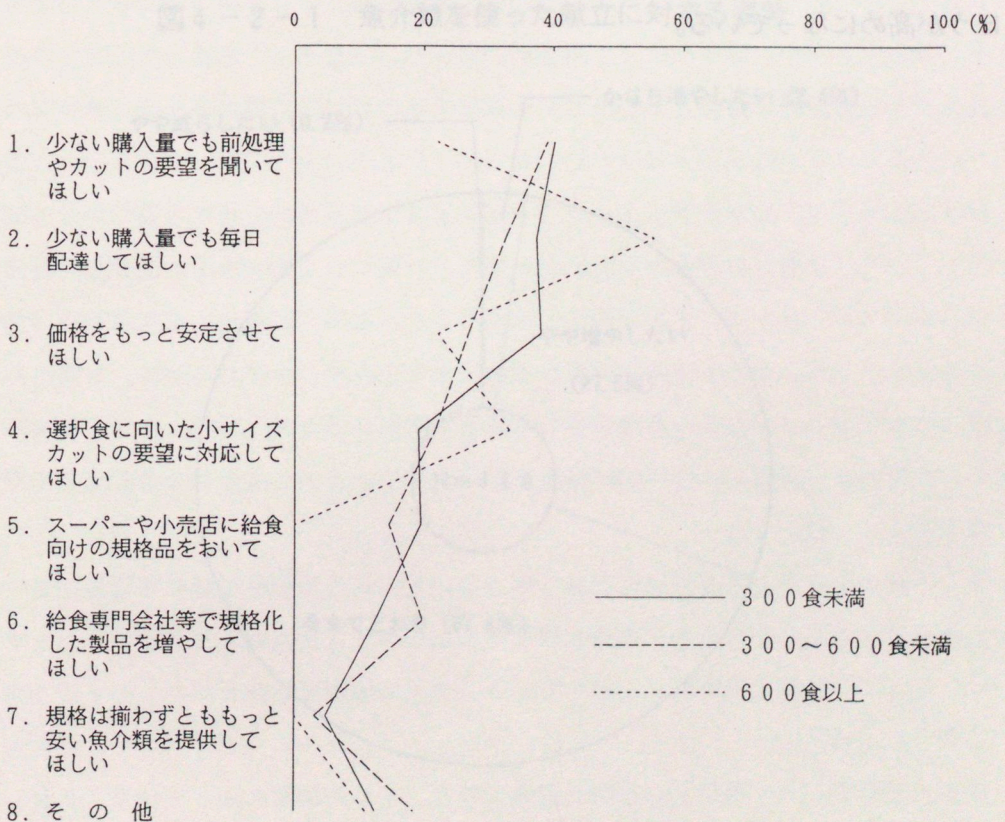 20 40 60 80 100 (%)
1. 少ない購入量でも前処理
やカットの要望を聞いて
ほしい
2. 少ない購入量でも毎日
配達してほしい
3. 価格をもっと安定させて
ほしい
4. 選択食に向いた小サイズ
カットの要望に対応して
ほしい
5. スーパーや小売店に給食
向けの規格品をおいて
ほしい
6. 給食専門会社等で規格化
した製品を増やして
ほしい
7. 規格は揃わずとももっと
安い魚介類を提供して
ほしい
8. その他
300食未満
300～600食未満
600食以上